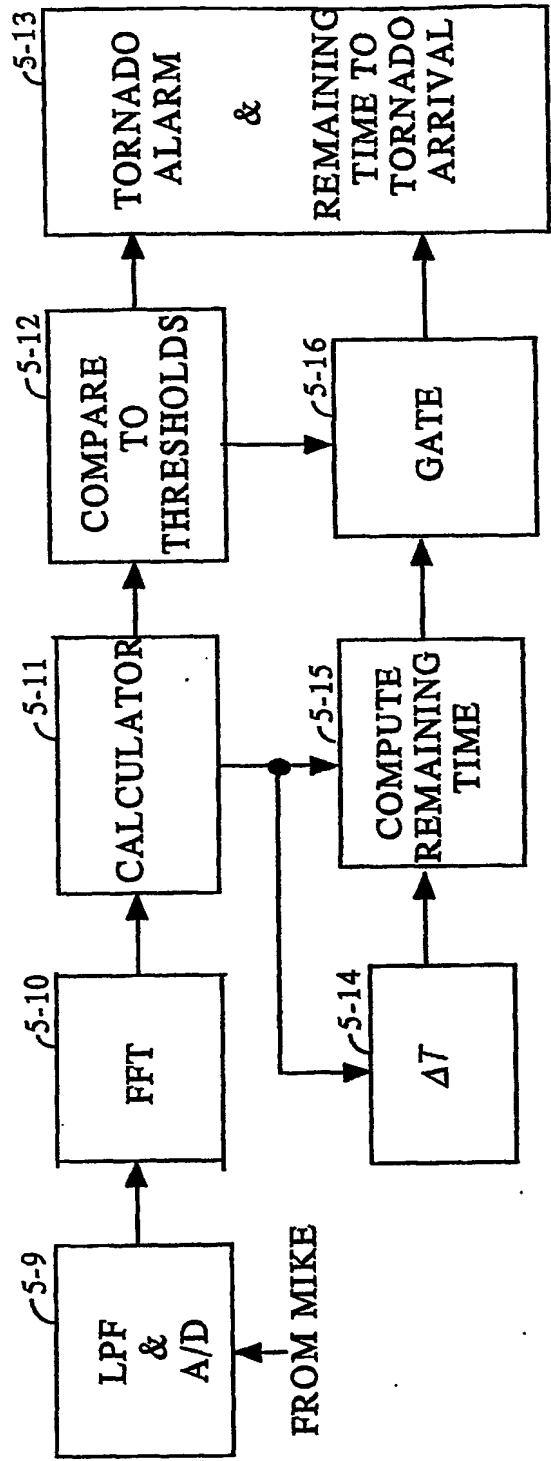 5-9
LPF
&
A/D
FROM MIKE
5-10
FFT
5-11
CALCULATOR
5-12
COMPARE
TO
THRESHOLDS
5-13
TORNADO
ALARM
&
REMAINING
TIME TO
TORNADO
ARRIVAL
5-14
ΔT
5-15
COMPUTE
REMAINING
TIME
5-16
GATE